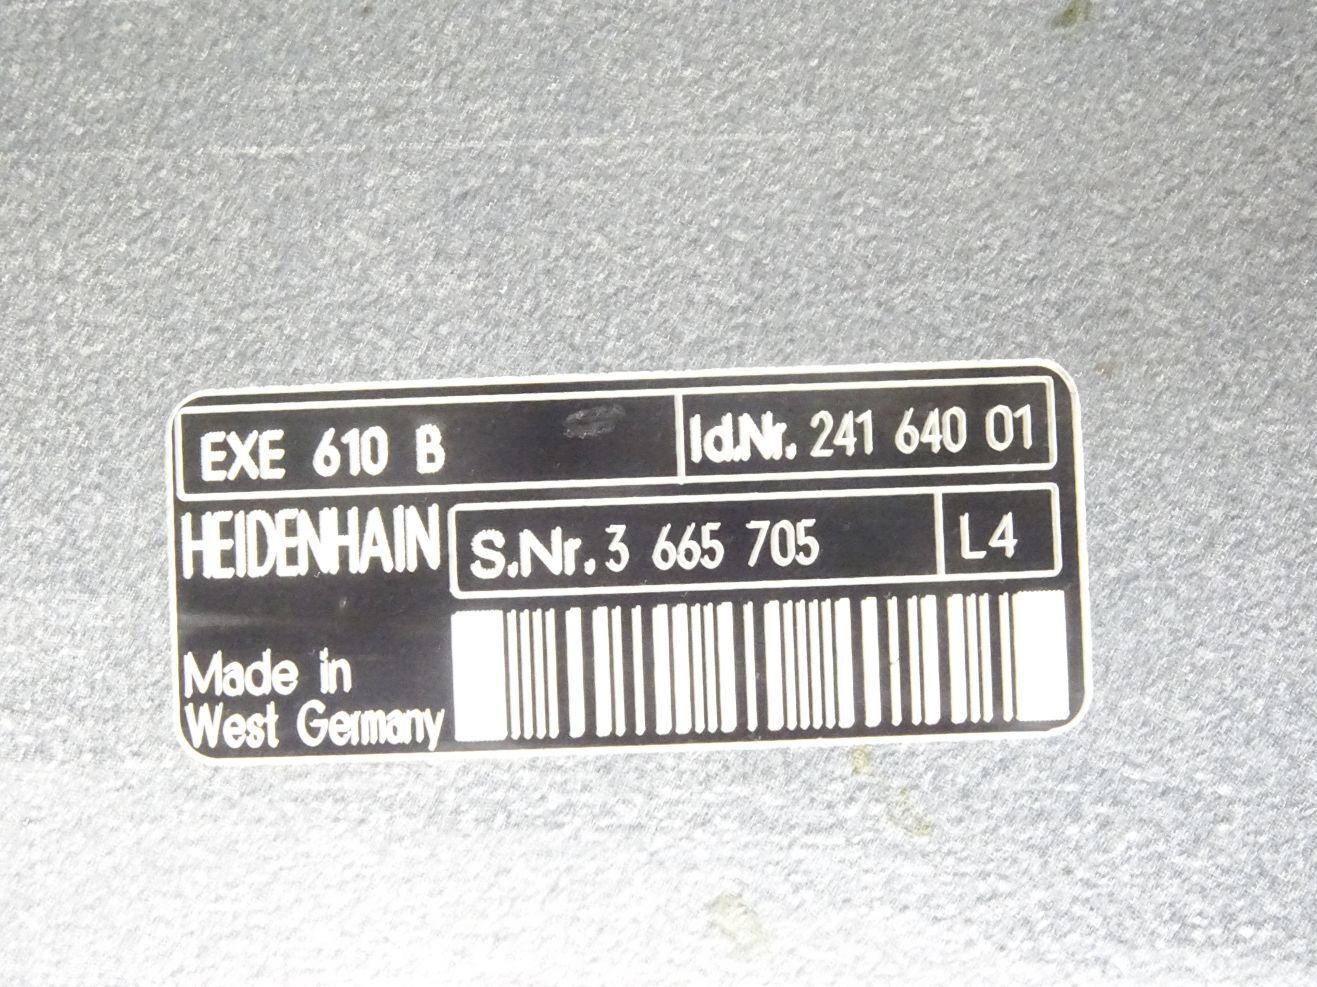 EXE 610 B Id.Nr. 241 640 01
HEIDENHAIN S.Nr. 3 665 705 L4
Made in
West Germany